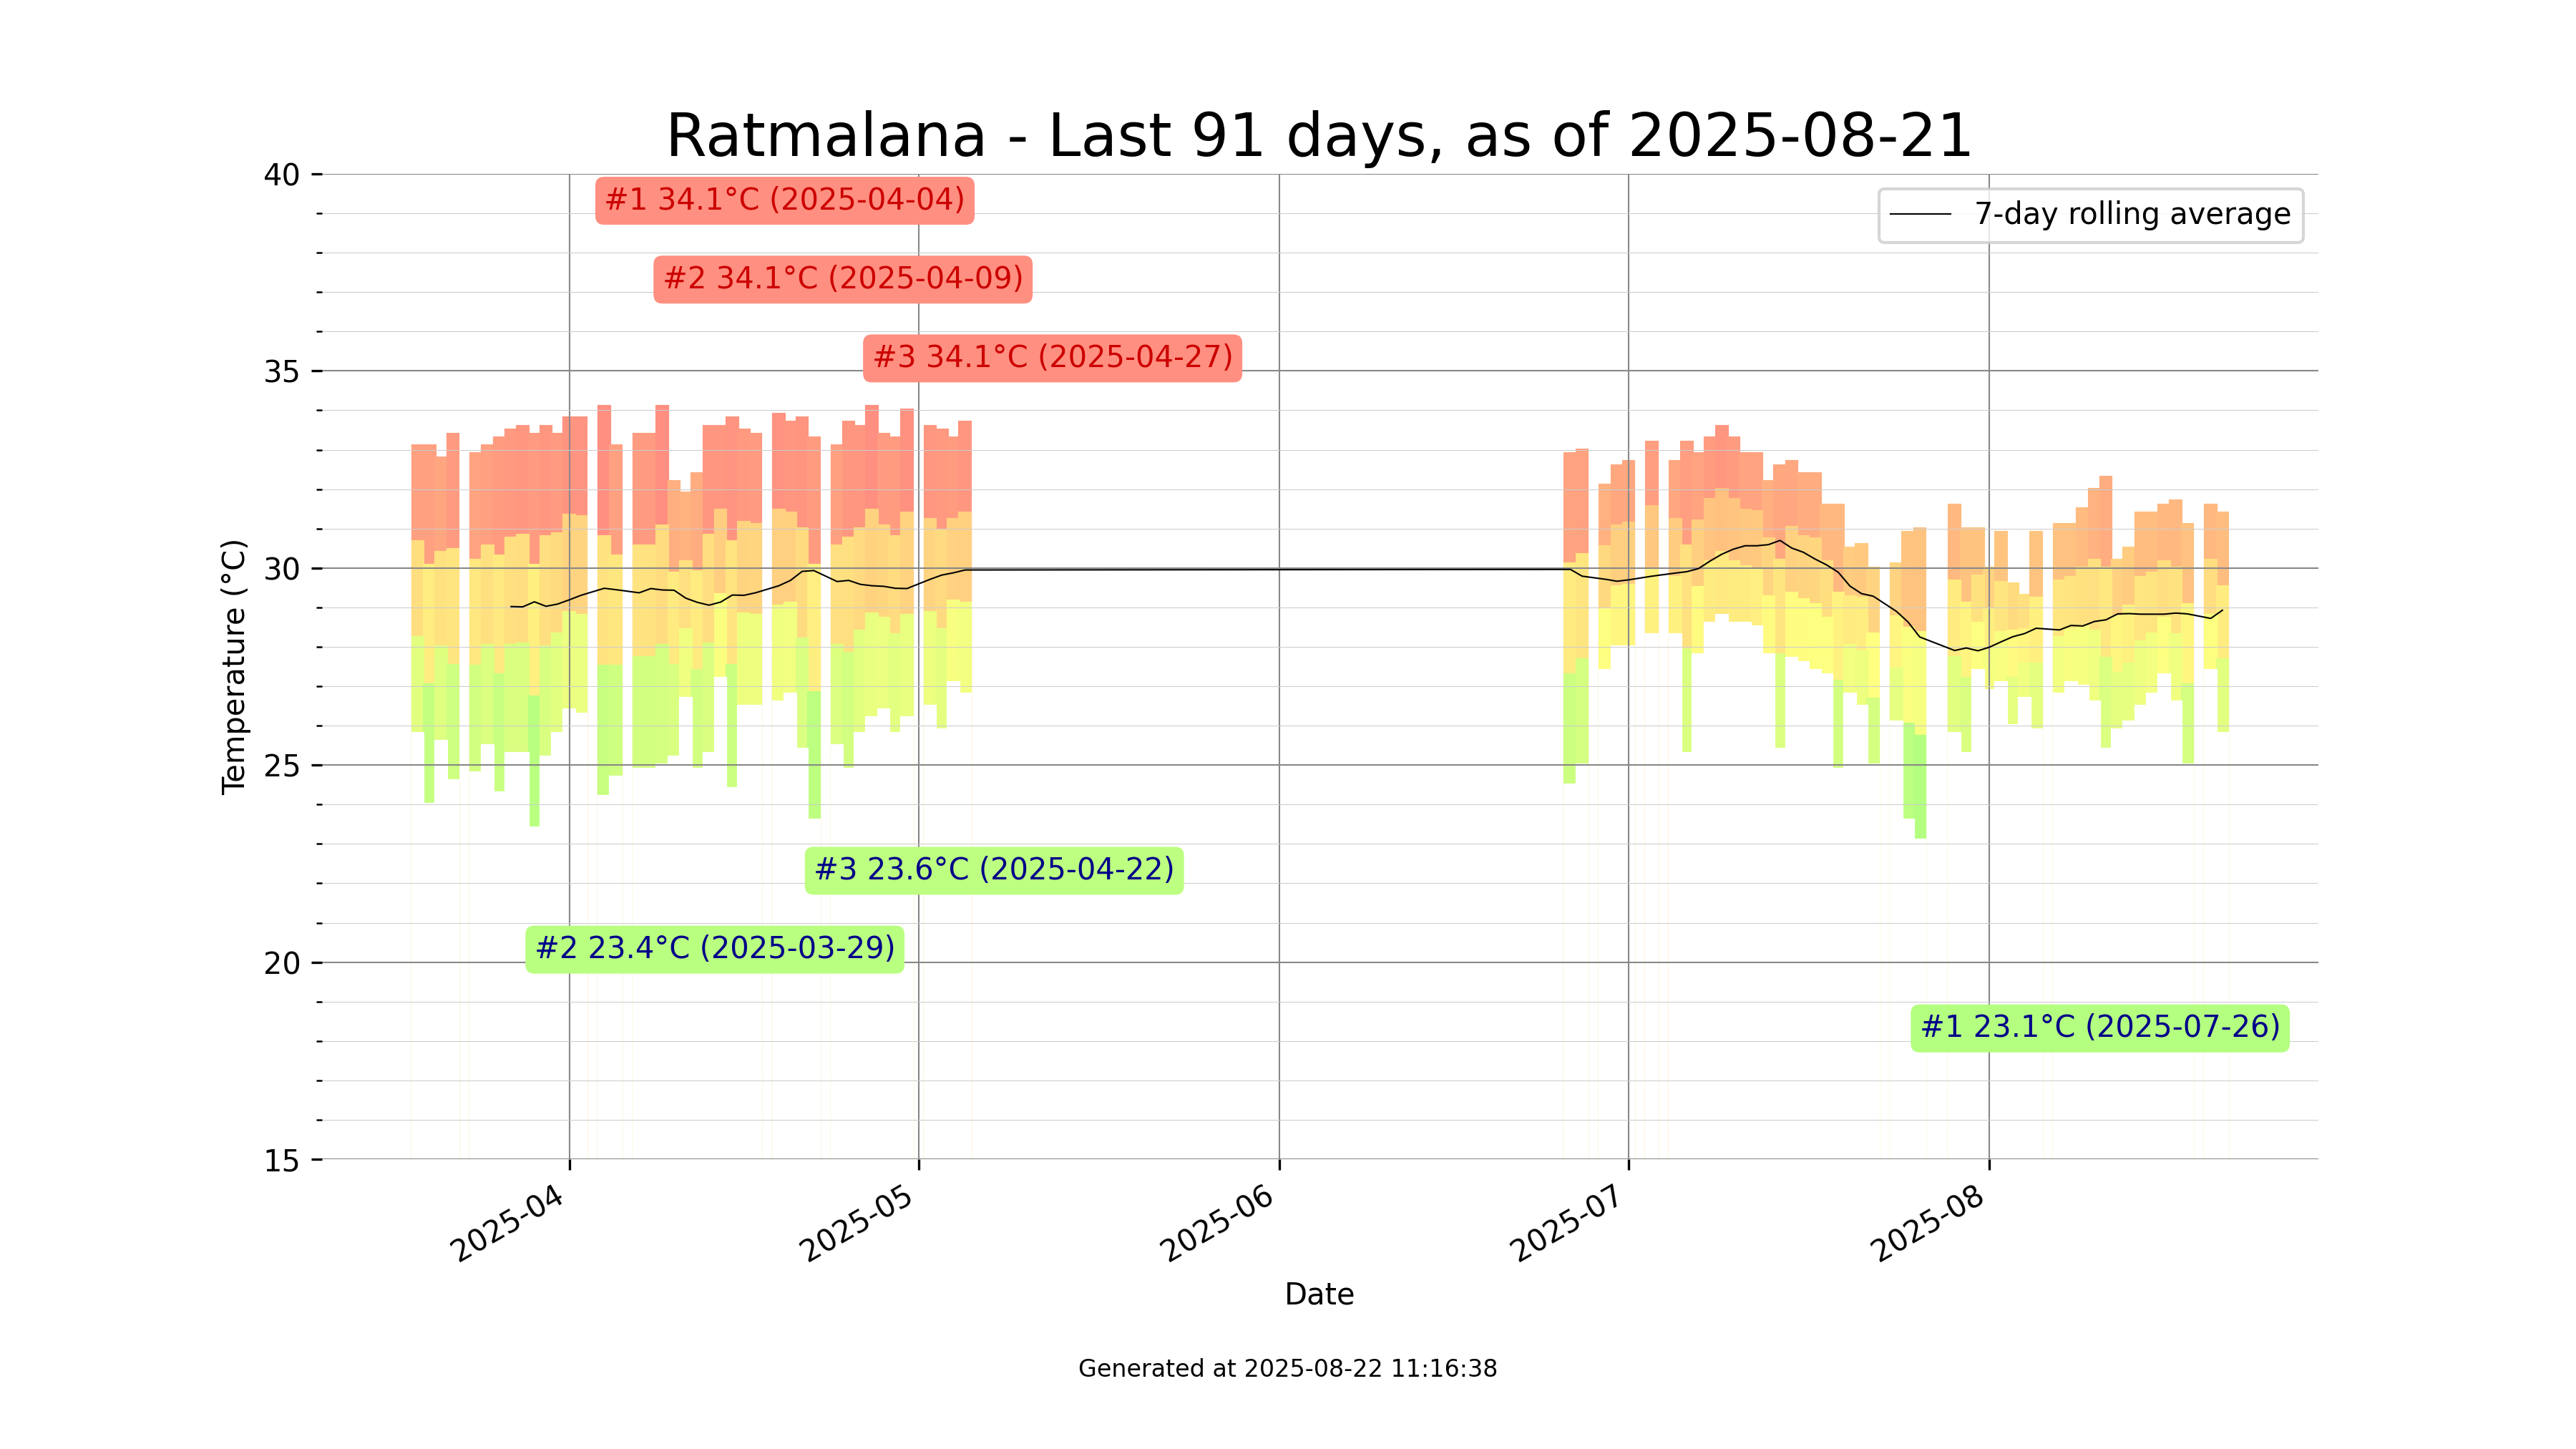 Ratmalana - Last 91 days, as of 2025-08-21
40
#1 34.1°C (2025-04-04)
7-day rolling average
#2 34.1°C (2025-04-09)
#3 34.1°C (2025-04-27)
35
30
Temperature (°C)
25
#3 23.6°C (2025-04-22)
#2 23.4°C (2025-03-29)
20
#1 23.1°C (2025-07-26)
15
2025-04
2025-05
2025-06
2025-07
2025-08
Date
Generated at 2025-08-22 11:16:38